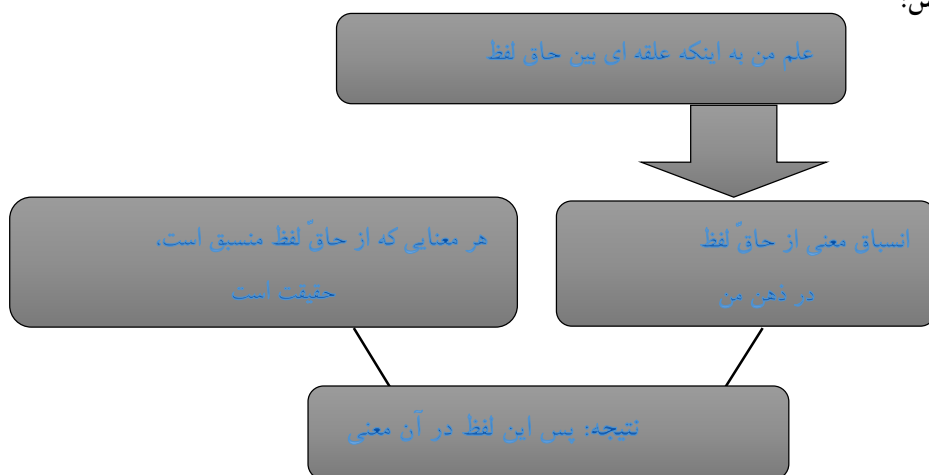 علم من به اینکه علقه ای بین حاق لفظ
انسباق معنی از حاقّ لفظ
در ذهن من
هر معنایی که از حاقّ لفظ منسبق است،
حقیقت است
نتیجه: پس این لفظ در آن معنی